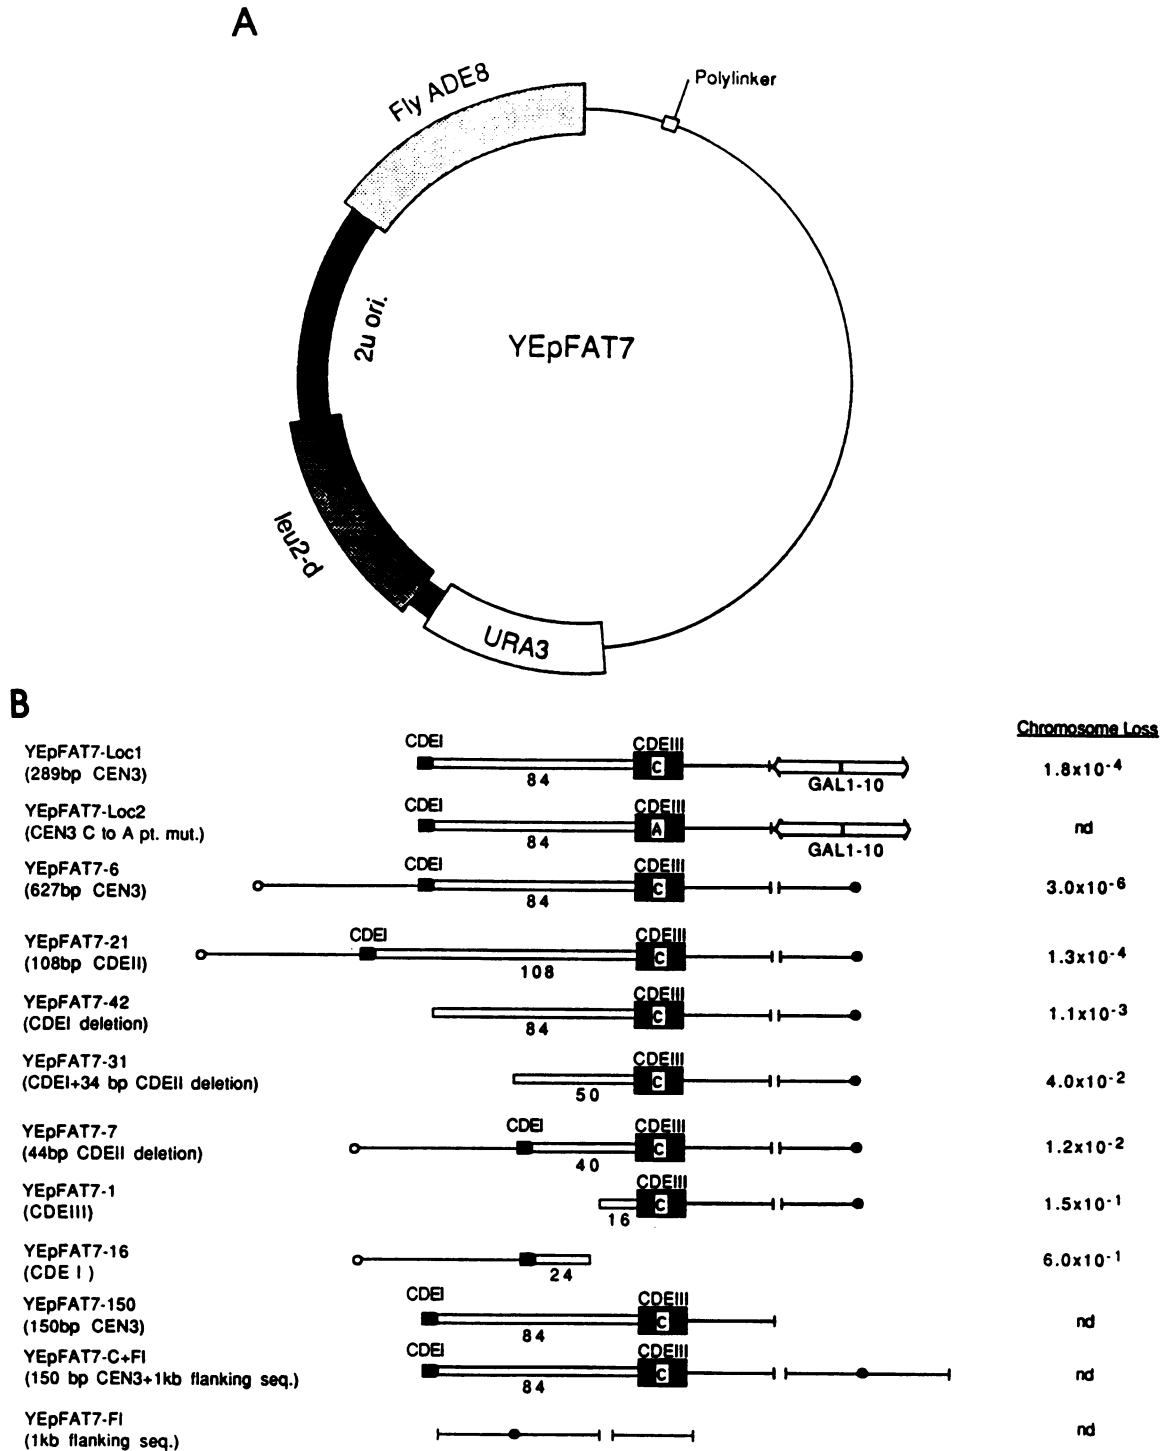 A
Fly ADE8
Polylinker
2u ori.
YEpFAT7
leu2-d
URA3
B
Chromosome Loss
YEpFAT7-Loc1
(289bp CEN3)
CDEI
CDEIII
C
84
GAL1-10
1.8x10-4
YEpFAT7-Loc2
(CEN3 C to A pt. mut.)
CDEI
CDEIII
A
84
GAL1-10
nd
YEpFAT7-6
(627bp CEN3)
CDEI
CDEIII
C
84
3.0x10-6
YEpFAT7-21
(108bp CDEII)
CDEI
CDEIII
C
108
1.3x10-4
YEpFAT7-42
(CDEI deletion)
CDEIII
C
84
1.1x10-3
YEpFAT7-31
(CDEI+34 bp CDEII deletion)
CDEIII
C
50
4.0x10-2
YEpFAT7-7
(44bp CDEII deletion)
CDEI
CDEIII
C
40
1.2x10-2
YEpFAT7-1
(CDEIII)
CDEIII
C
16
1.5x10-1
YEpFAT7-16
(CDE I )
24
6.0x10-1
YEpFAT7-150
(150bp CEN3)
CDEI
CDEIII
C
84
nd
YEpFAT7-C+Fl
(150 bp CEN3+1kb flanking seq.)
CDEI
CDEIII
C
84
nd
YEpFAT7-Fl
(1kb flanking seq.)
nd